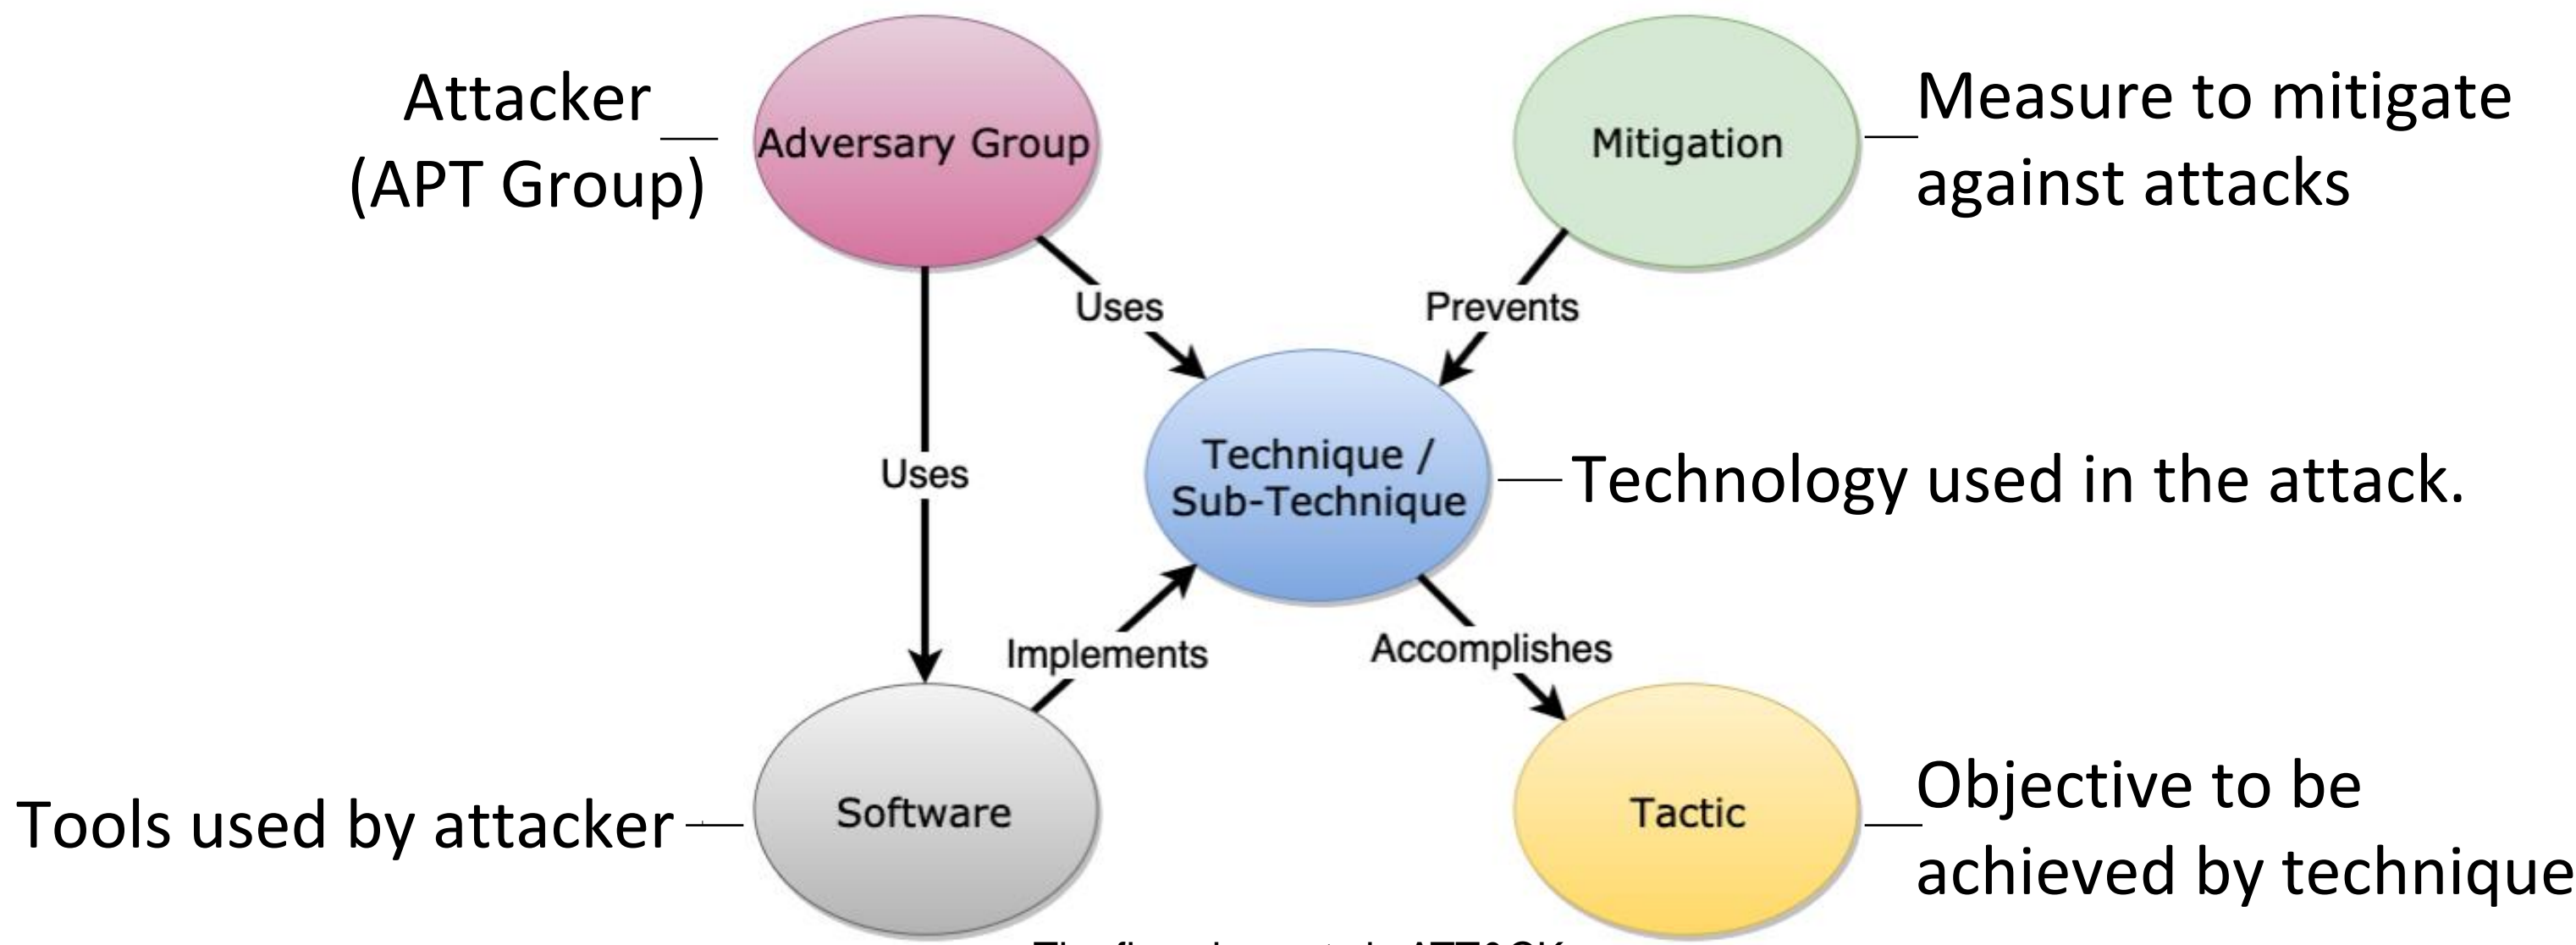 Attacker
(APT Group)
Adversary Group
Mitigation
Measure to mitigate
against attacks
Uses
Prevents
Technique /
Sub-Technique
Technology used in the attack.
Uses
Implements
Accomplishes
Tools used by attacker
Software
Tactic
Objective to be
achieved by technique